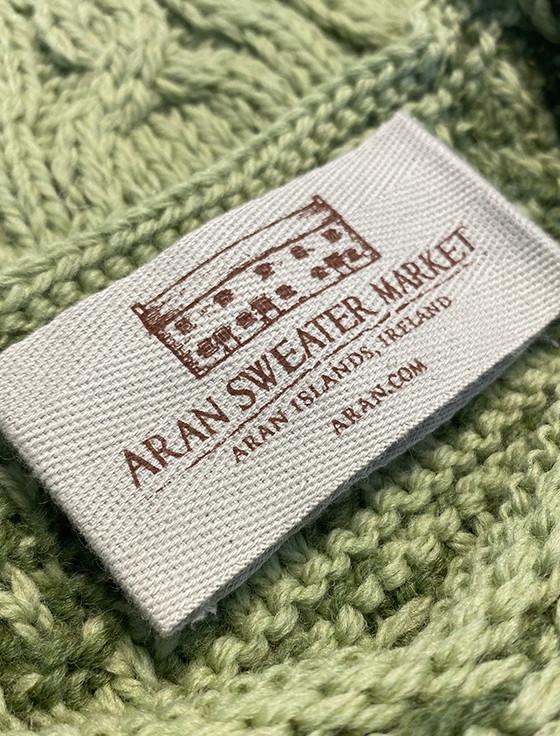 ARAN SWEATER MARKET
ARAN ISLANDS, IRELAND
ARAN.COM